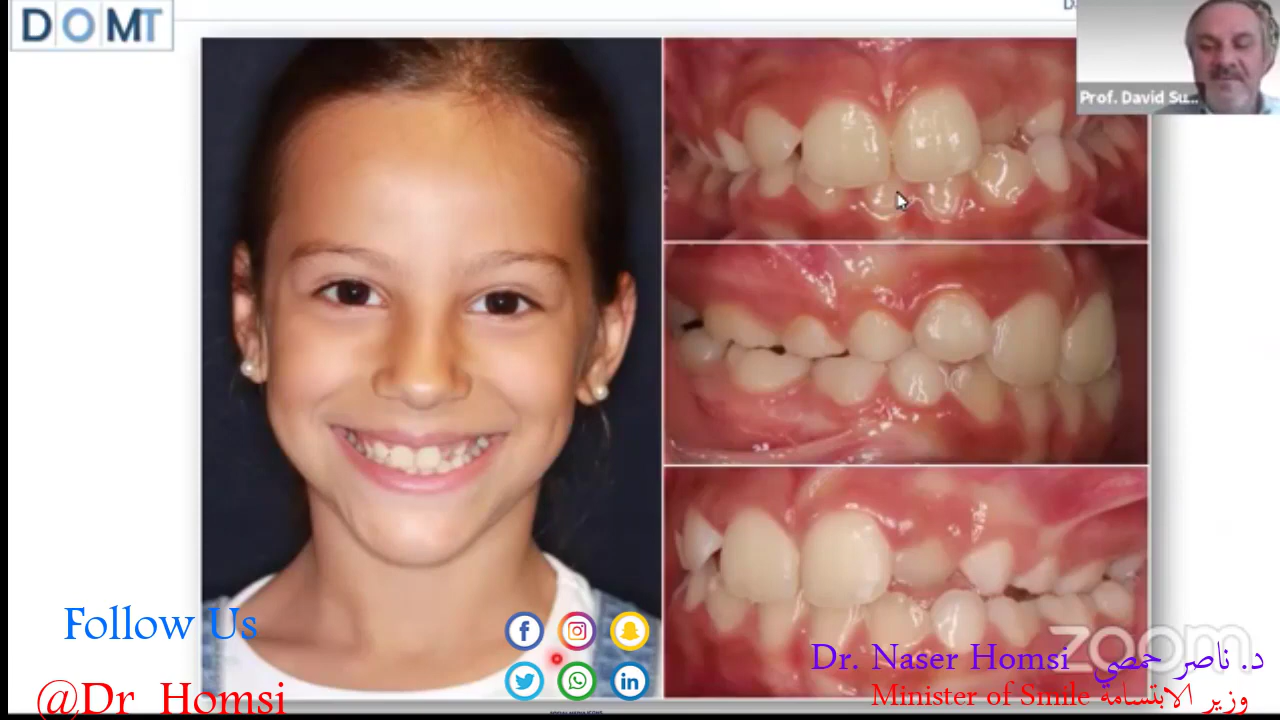 DOMT
D
Prof. David Su...
Follow Us
@Dr_Homsi
zoom
Dr. Naser Homsi د. ناصر حمصي
Minister of Smile وزير الابتسامة